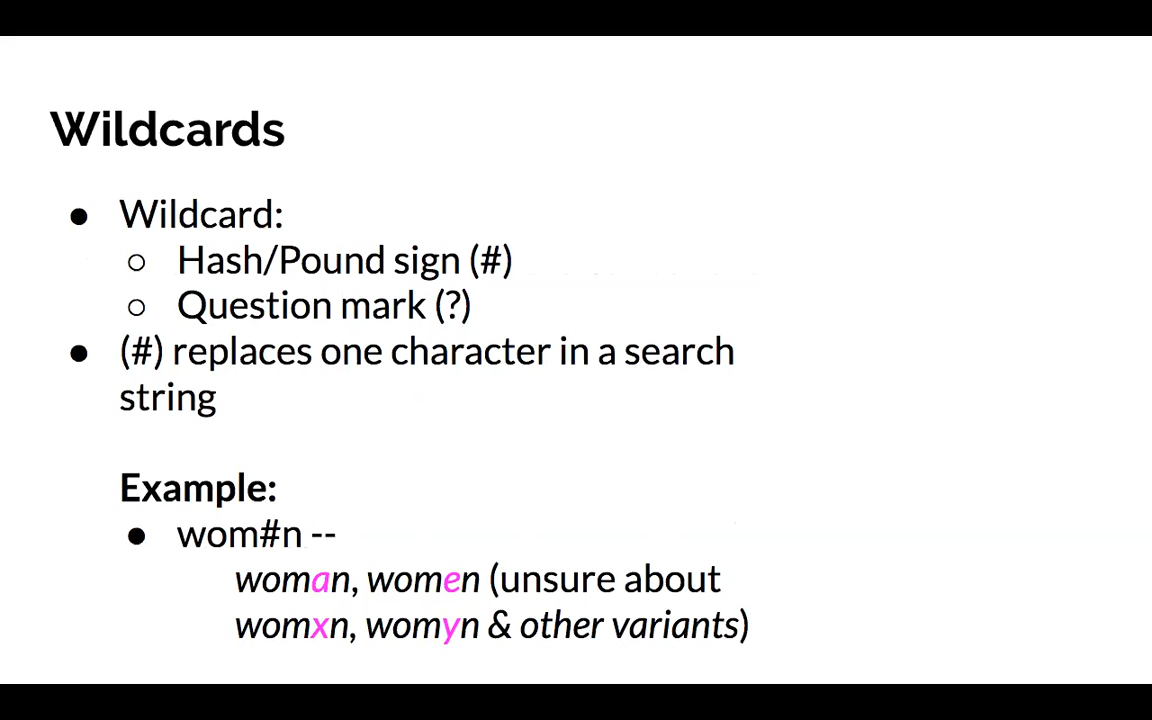 Wildcards
● Wildcard:
○ Hash/Pound sign (#)
○ Question mark (?)
● (#) replaces one character in a search
string
Example:
● wom#n --
woman, women (unsure about
womxn, womyn & other variants)